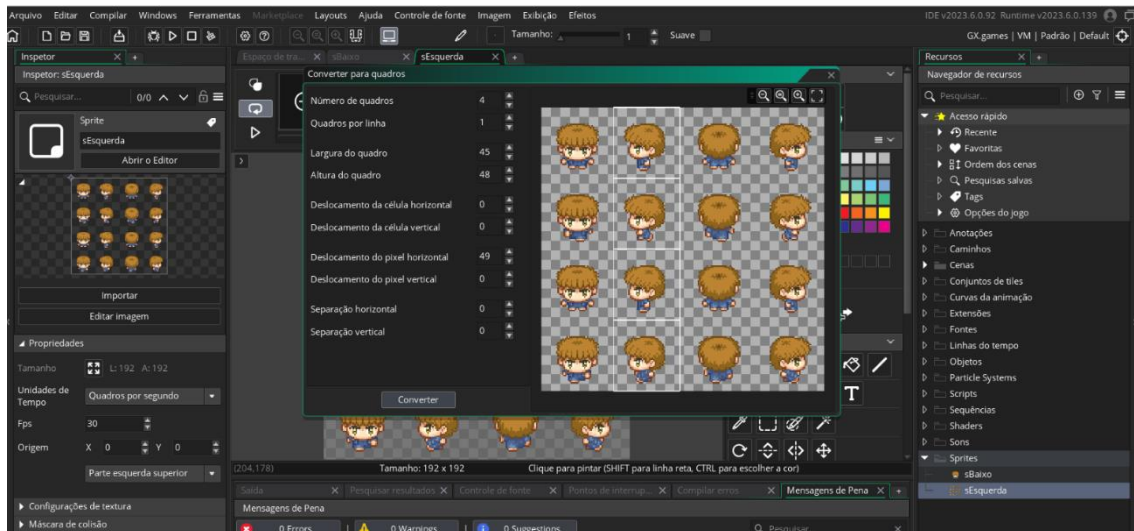 Arquivo Editar Compilar Windows Ferramentas Marketplace Layouts Ajuda Controle de fonte Imagem Exibição Efeitos
IDE v2023.6.0.92 Runtime v2023.6.0.139
Tamanho: 1 Suave
GX.games | VM | Padrão | Default
Inspetor
Espaço de tra... sBaixo sEsquerda
Recursos
Inspetor: sEsquerda
Converter para quadros
Navegador de recursos
Pesquisar... 0/0
Pesquisar...
Sprite
sEsquerda
Abrir o Editor
Importar
Editar imagem
Propriedades
Tamanho L: 192 A: 192
Unidades de Tempo
Quadros por segundo
Fps 30
Origem X 0 Y 0
Parte esquerda superior
Configurações de textura
Máscara de colisão
Número de quadros 4
Quadros por linha 1
Largura do quadro 45
Altura do quadro 48
Deslocamento da célula horizontal 0
Deslocamento da célula vertical 0
Deslocamento do pixel horizontal 49
Deslocamento do pixel vertical 0
Separação horizontal 0
Separação vertical 0
Converter
T
(204,178) Tamanho: 192 x 192 Clique para pintar (SHIFT para linha reta, CTRL para escolher a cor)
Saída Pesquisar resultados Controle de fonte Pontos de interrup... Compilar erros Mensagens de Pena
Mensagens de Pena
0 Errors 0 Warnings 0 Suggestions Pesquisar
Acesso rápido
Recente
Favoritas
Ordem dos cenas
Pesquisas salvas
Tags
Opções do jogo
Anotações
Caminhos
Cenas
Conjuntos de tiles
Curvas da animação
Extensões
Fontes
Linhas do tempo
Objetos
Particle Systems
Scripts
Sequências
Shaders
Sons
Sprites
sBaixo
sEsquerda